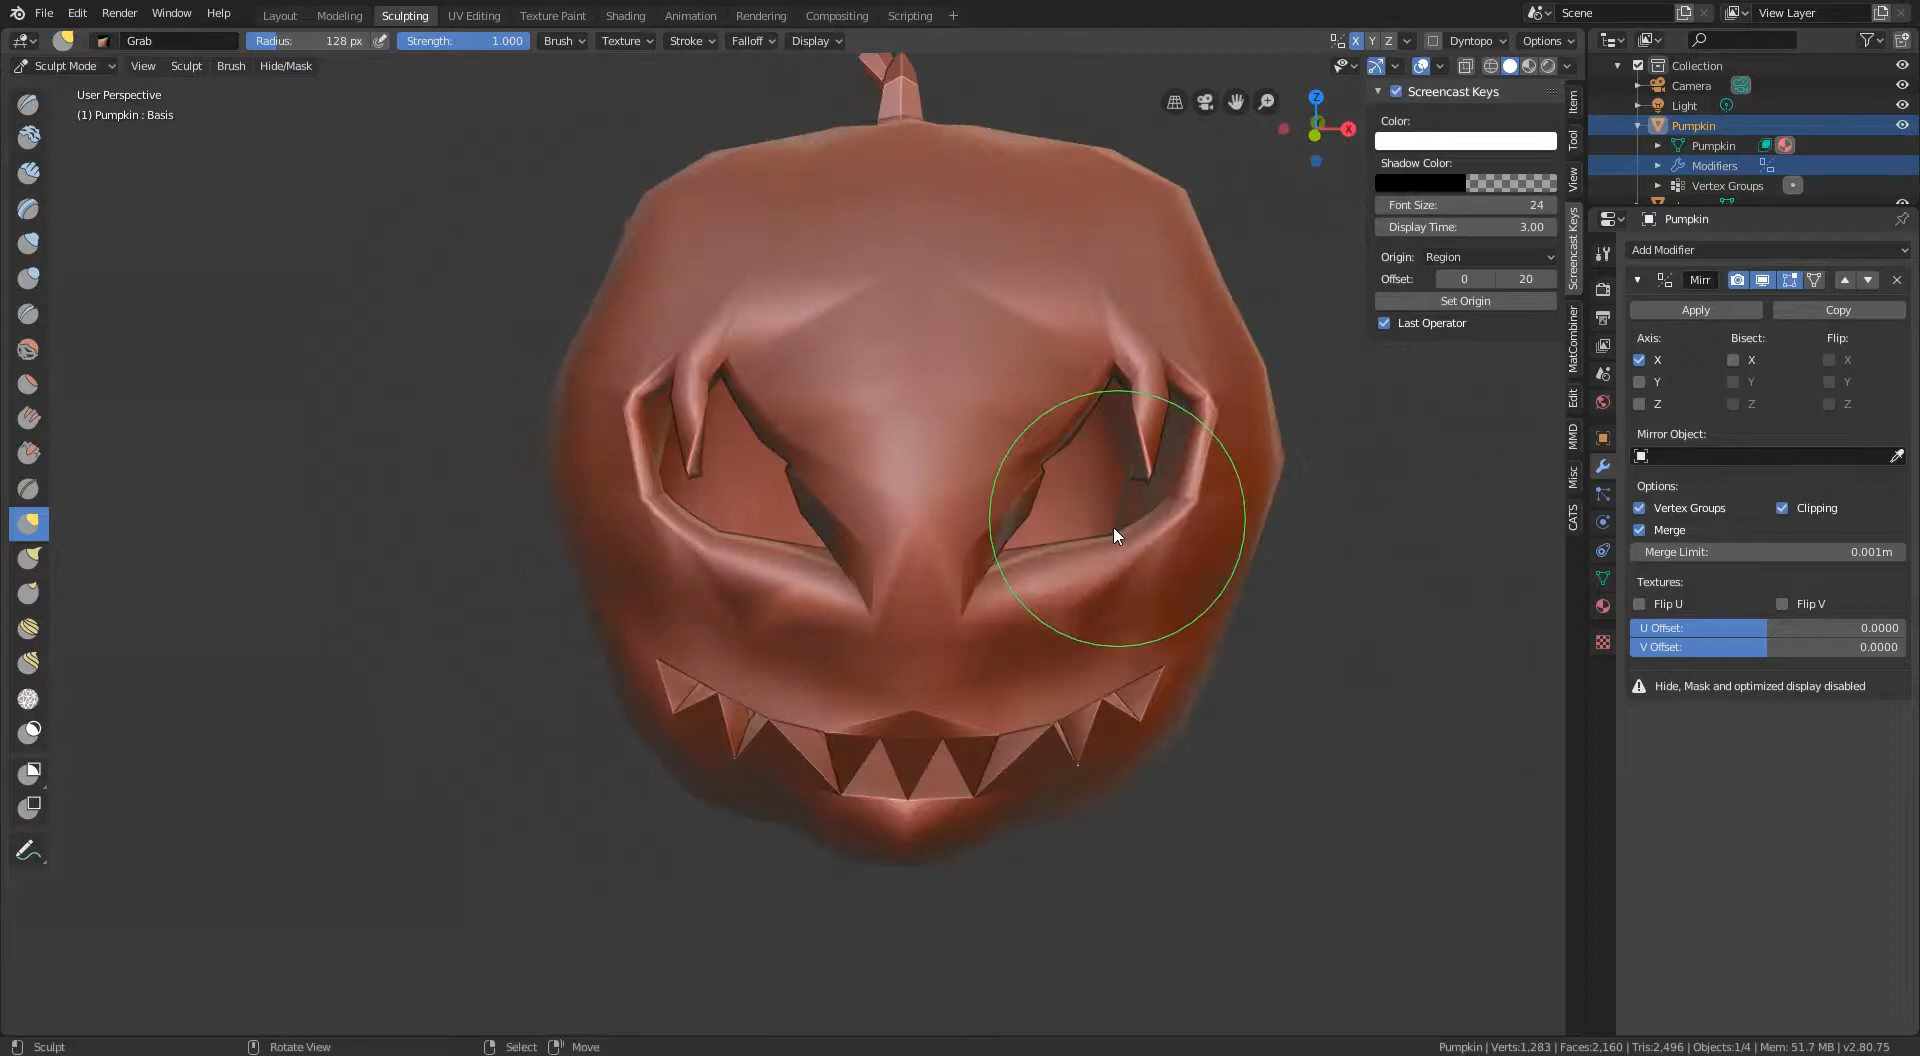 File Edit Render Window Help
Layout Modeling Sculpting UV Editing Texture Paint Shading Animation Rendering Compositing Scripting +
Scene
View Layer
Grab
Radius: 128 px
Strength: 1.000
Brush Texture Stroke Falloff Display
X Y Z
Dyntopo
Options
Sculpt Mode View Sculpt Brush Hide/Mask
User Perspective
(1) Pumpkin : Basis
Z
X
Screencast Keys
Color:
Shadow Color:
Font Size: 24
Display Time: 3.00
Origin: Region
Offset: 0 20
Set Origin
Last Operator
Item
Tool
View
Screencast Keys
MatCombiner
Edit
MMD
Misc
CATS
Collection
Camera
Light
Pumpkin
Pumpkin
Modifiers
Vertex Groups
Pumpkin
Add Modifier
Mirr
Apply Copy
Axis: Bisect: Flip:
X X X
Y Y Y
Z Z Z
Mirror Object:
Options:
Vertex Groups Clipping
Merge
Merge Limit: 0.001m
Textures:
Flip U Flip V
U Offset: 0.0000
V Offset: 0.0000
Hide, Mask and optimized display disabled
Sculpt
Rotate View
Select
Move
Pumpkin | Verts:1,283 | Faces:2,160 | Tris:2,496 | Objects:1/4 | Mem: 51.7 MB | v2.80.75